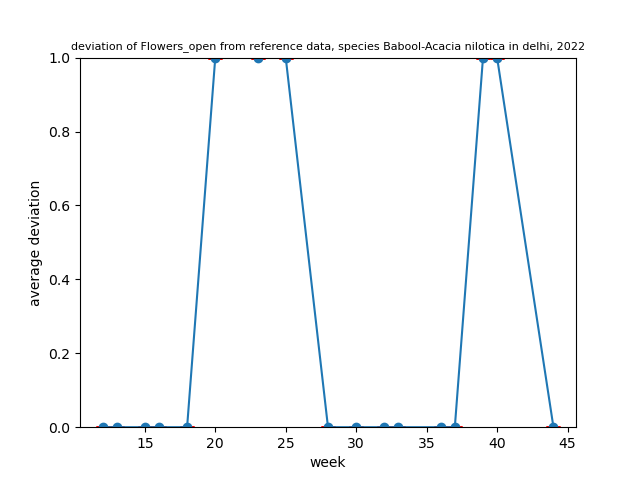 deviation of Flowers_open from reference data, species Babool-Acacia nilotica in delhi, 2022
1.0
0.8
0.6
0.4
0.2
0.0
average deviation
15 20 25 30 35 40 45
week